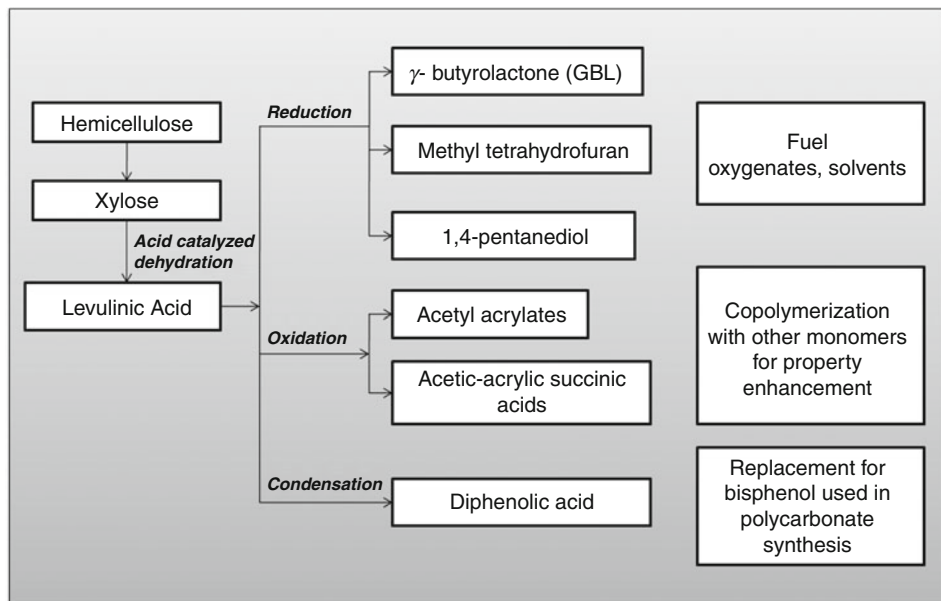 Hemicellulose
Xylose
Acid catalyzed
dehydration
Levulinic Acid
Reduction
γ- butyrolactone (GBL)
Methyl tetrahydrofuran
1,4-pentanediol
Fuel
oxygenates, solvents
Oxidation
Acetyl acrylates
Acetic-acrylic succinic
acids
Copolymerization
with other monomers
for property
enhancement
Condensation
Diphenolic acid
Replacement for
bisphenol used in
polycarbonate
synthesis